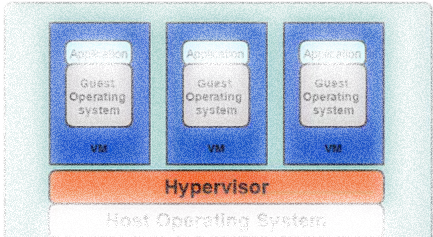 Application Application Application
Guest Guest Guest
Operating Operating Operating
system system system
VM VM VM
Hypervisor
Host Operating System